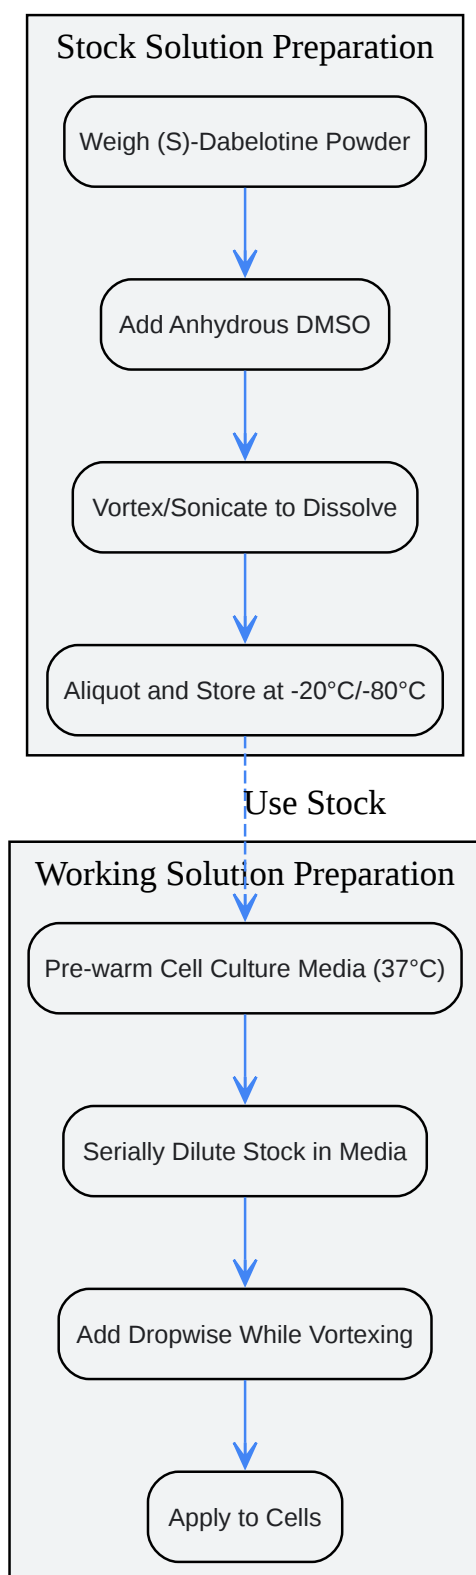 Stock Solution Preparation
Weigh (S)-Dabelotine Powder
Add Anhydrous DMSO
Vortex/Sonicate to Dissolve
Aliquot and Store at -20°C/-80°C
Use Stock
Working Solution Preparation
Pre-warm Cell Culture Media (37°C)
Serially Dilute Stock in Media
Add Dropwise While Vortexing
Apply to Cells